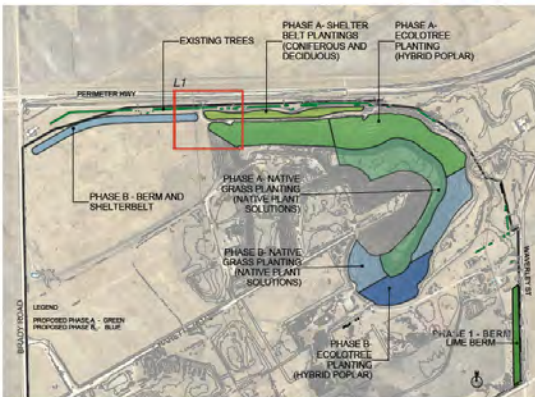 EXISTING TREES
PHASE A- SHELTER
BELT PLANTINGS
(CONIFEROUS AND
DECIDUOUS)
PHASE A-
ECOLOTREE
PLANTING
(HYBRID POPLAR)
L1
PERIMETER HWY
PHASE B - BERM AND
SHELTERBELT
PHASE A- NATIVE
GRASS PLANTING
(NATIVE PLANT
SOLUTIONS)
PHASE B- NATIVE
GRASS PLANTING
(NATIVE PLANT
SOLUTIONS)
BRADY ROAD
WAVERLEY ST
LEGEND
PROPOSED PHASE A - GREEN
PROPOSED PHASE B - BLUE
PHASE B
ECOLOTREE
PLANTING
(HYBRID POPLAR)
PHASE 1 - BERM
LIME BERM